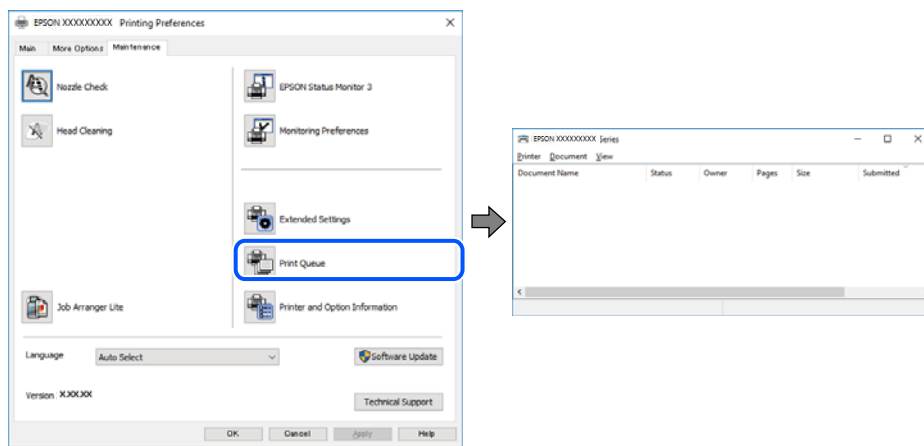 EPSON XXXXXXXXX Printing Preferences
Main More Options Maintenance
Nozzle Check
EPSON Status Monitor 3
Head Cleaning
Monitoring Preferences
Extended Settings
Print Queue
Job Arranger Lite
Printer and Option Information
Language Auto Select Software Update
Version X.XX.XX
Technical Support
OK Cancel Apply Help
EPSON XXXXXXXXX Series
Printer Document View
Document Name Status Owner Pages Size Submitted